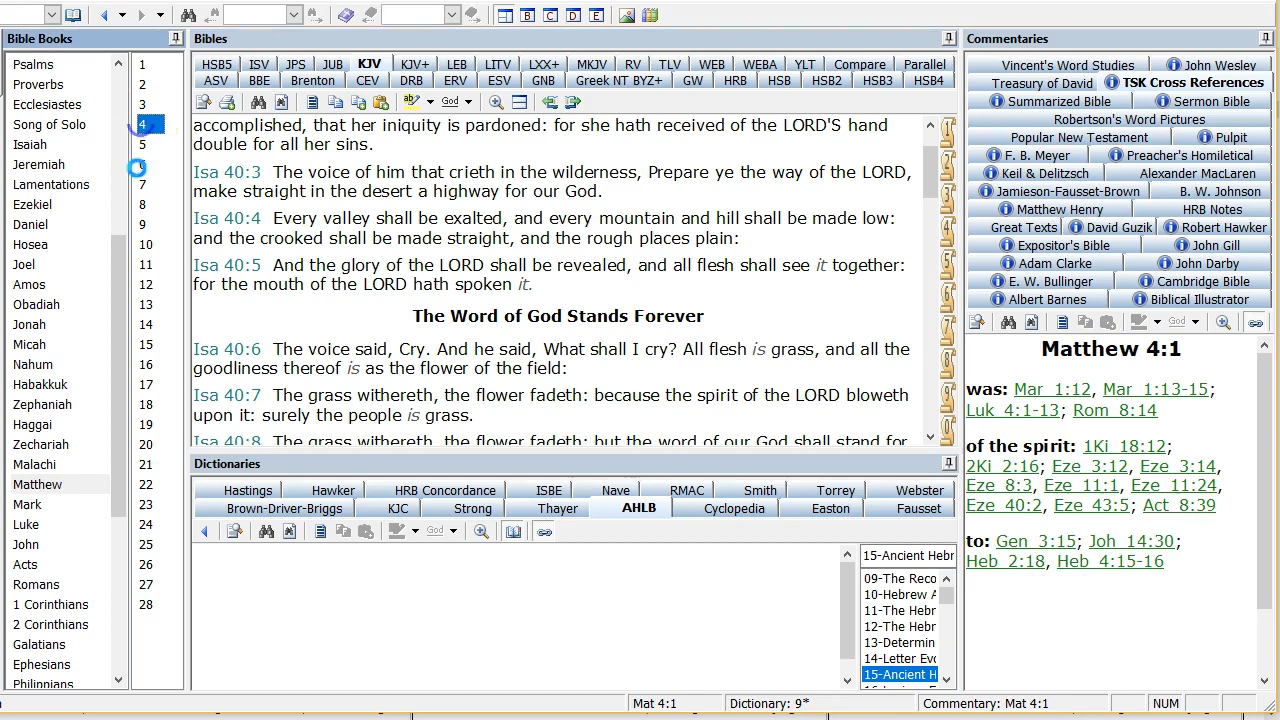 B C D E
Bible Books
Psalms
Proverbs
Ecclesiastes
Song of Solo
Isaiah
Jeremiah
Lamentations
Ezekiel
Daniel
Hosea
Joel
Amos
Obadiah
Jonah
Micah
Nahum
Habakkuk
Zephaniah
Haggai
Zechariah
Malachi
Matthew
Mark
Luke
John
Acts
Romans
1 Corinthians
2 Corinthians
Galatians
Ephesians
Philippians
1
2
3
4
5
7
8
9
10
11
12
13
14
15
16
17
18
19
20
21
22
23
24
25
26
27
28
Bibles
HSB5 ISV JPS JUB KJV KJV+ LEB LITV LXX+ MKJV RV TLV WEB WEBA YLT Compare Parallel
ASV BBE Brenton CEV DRB ERV ESV GNB Greek NT BYZ+ GW HRB HSB HSB2 HSB3 HSB4
God
accomplished, that her iniquity is pardoned: for she hath received of the LORD'S hand
double for all her sins.
Isa 40:3 The voice of him that crieth in the wilderness, Prepare ye the way of the LORD,
make straight in the desert a highway for our God.
Isa 40:4 Every valley shall be exalted, and every mountain and hill shall be made low:
and the crooked shall be made straight, and the rough places plain:
Isa 40:5 And the glory of the LORD shall be revealed, and all flesh shall see it together:
for the mouth of the LORD hath spoken it.
The Word of God Stands Forever
Isa 40:6 The voice said, Cry. And he said, What shall I cry? All flesh is grass, and all the
goodliness thereof is as the flower of the field:
Isa 40:7 The grass withereth, the flower fadeth: because the spirit of the LORD bloweth
upon it: surely the people is grass.
Isa 40:8 The grass withereth, the flower fadeth: but the word of our God shall stand for
Dictionaries
Hastings Hawker HRB Concordance ISBE Nave RMAC Smith Torrey Webster
Brown-Driver-Briggs KJC Strong Thayer AHLB Cyclopedia Easton Fausset
God
15-Ancient Hebr
09-The Reco
10-Hebrew A
11-The Hebr
12-The Hebr
13-Determin
14-Letter Evo
15-Ancient H
Commentaries
Vincent's Word Studies John Wesley
Treasury of David TSK Cross References
Summarized Bible Sermon Bible
Robertson's Word Pictures
Popular New Testament Pulpit
F. B. Meyer Preacher's Homiletical
Keil & Delitzsch Alexander MacLaren
Jamieson-Fausset-Brown B. W. Johnson
Matthew Henry HRB Notes
Great Texts David Guzik Robert Hawker
Expositor's Bible John Gill
Adam Clarke John Darby
E. W. Bullinger Cambridge Bible
Albert Barnes Biblical Illustrator
God
Matthew 4:1
was: Mar 1:12, Mar 1:13-15;
Luk 4:1-13; Rom 8:14
of the spirit: 1Ki 18:12;
2Ki 2:16; Eze 3:12, Eze 3:14,
Eze 8:3, Eze 11:1, Eze 11:24,
Eze 40:2, Eze 43:5; Act 8:39
to: Gen 3:15; Joh 14:30;
Heb 2:18, Heb 4:15-16
Mat 4:1
Dictionary: 9*
Commentary: Mat 4:1
NUM